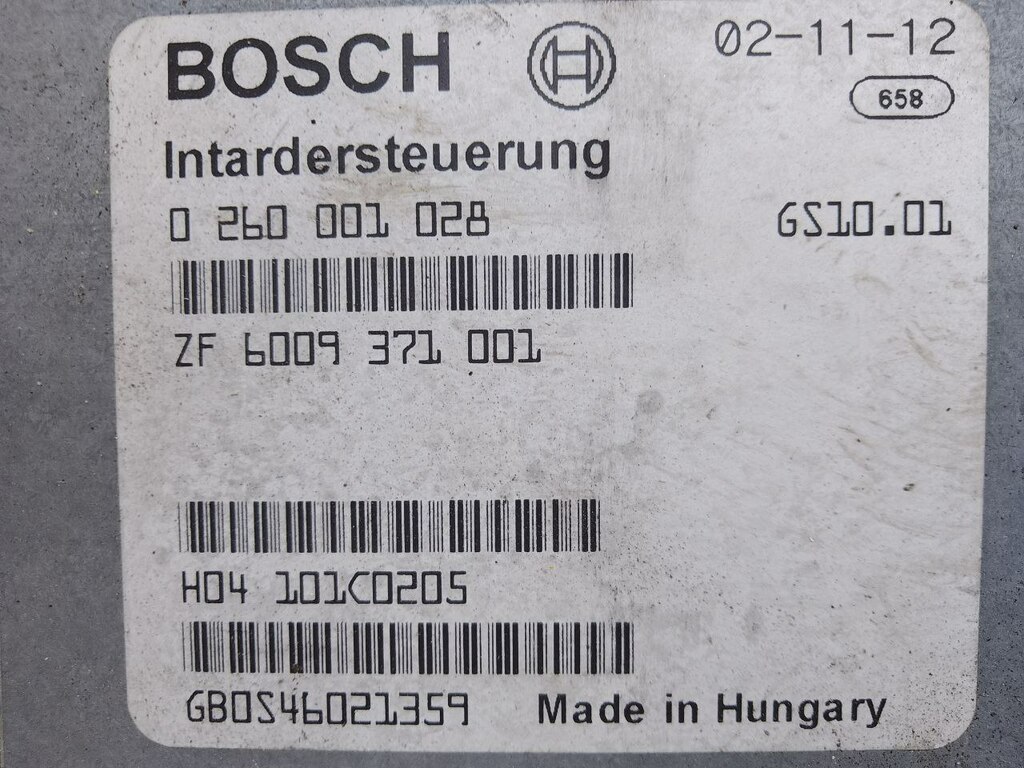 BOSCH 02-11-12
658
Intardersteuerung
0 260 001 028 GS10.01
ZF 6009 371 001
H04 101C0205
GBOS46021359 Made in Hungary